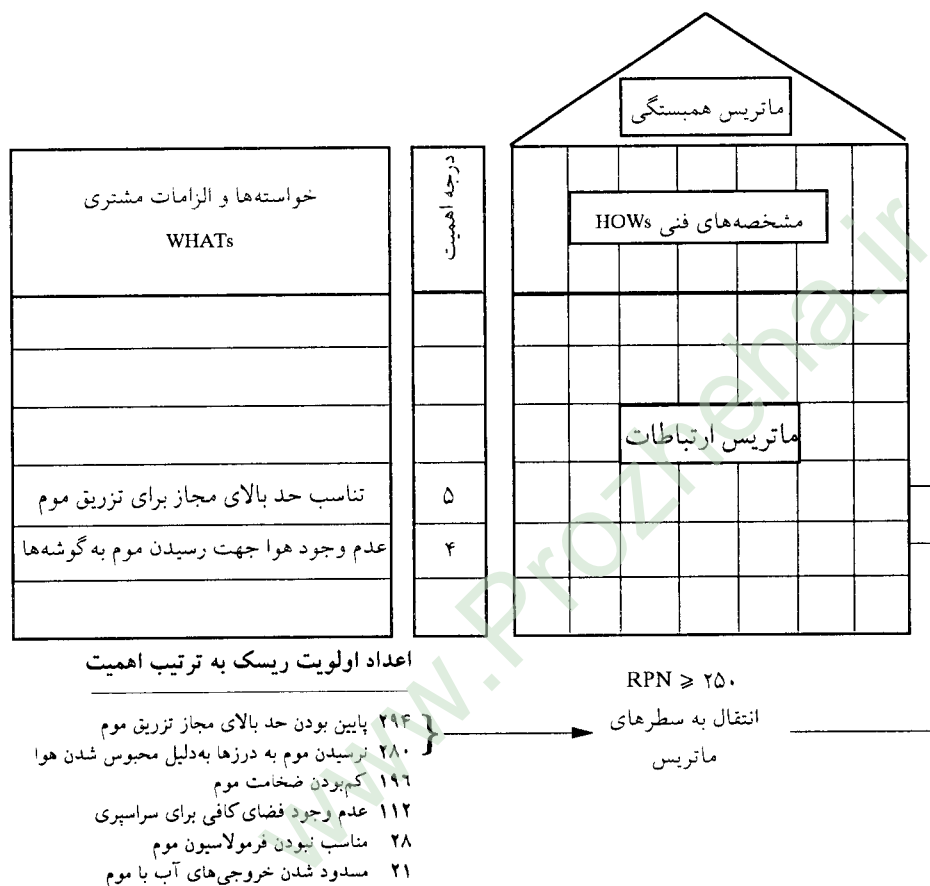 ماتریس همبستگی
خواسته‌ها و الزامات مشتری
WHATs
درجه اهمیت
مشخصه‌های فنی HOWs
ماتریس ارتباطات
تناسب حد بالای مجاز برای تزریق موم
۵
عدم وجود هوا جهت رسیدن موم به گوشه‌ها
۴
اعداد اولویت ریسک به ترتیب اهمیت
۲۹۴ پایین بودن حد بالای مجاز تزریق موم
۲۸۰ نرسیدن موم به درزها به‌دلیل محبوس شدن هوا
۱۹۶ کم‌بودن ضخامت موم
۱۱۲ عدم وجود فضای کافی برای سراسپری
۲۸ مناسب نبودن فرمولاسیون موم
۲۱ مسدود شدن خروجی‌های آب با موم
RPN ⩾ ۲۵۰
انتقال به سطرهای
ماتریس
www.Prozheha.ir